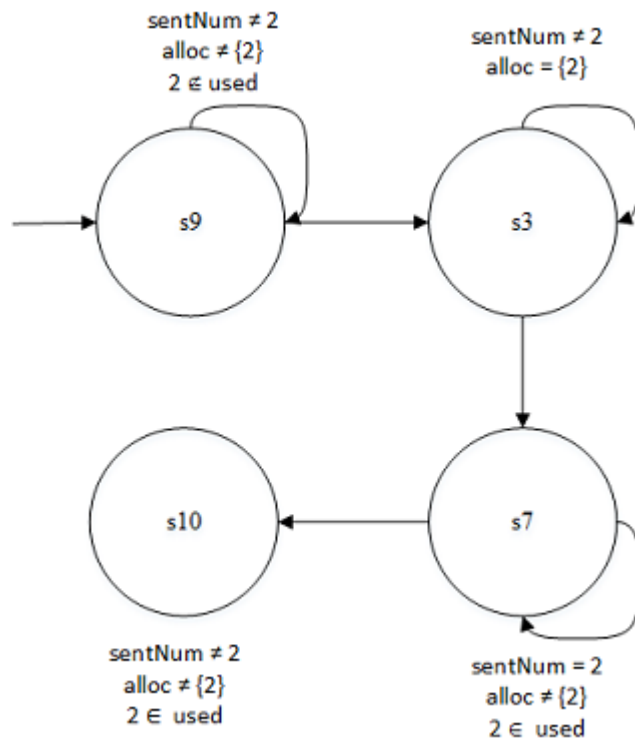 sentNum ≠ 2
alloc ≠ {2}
2 ∉ used
sentNum ≠ 2
alloc = {2}
s9
s3
s10
s7
sentNum ≠ 2
alloc ≠ {2}
2 ∈ used
sentNum = 2
alloc ≠ {2}
2 ∈ used